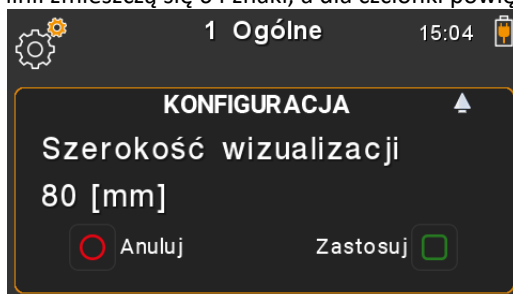 1 Ogólne 15:04
KONFIGURACJA
Szerokość wizualizacji
80 [mm]
Anuluj Zastosuj